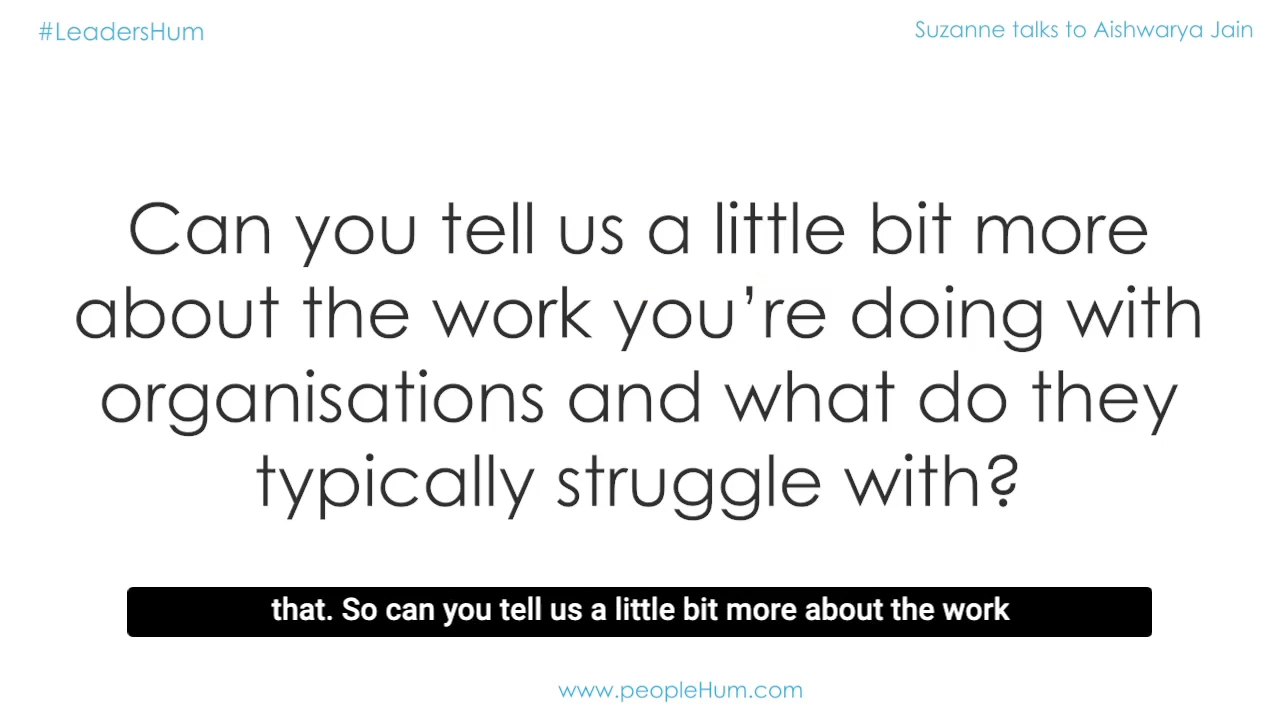 #LeadersHum
Suzanne talks to Aishwarya Jain
Can you tell us a little bit more
about the work you’re doing with
organisations and what do they
typically struggle with?
that. So can you tell us a little bit more about the work
www.peopleHum.com